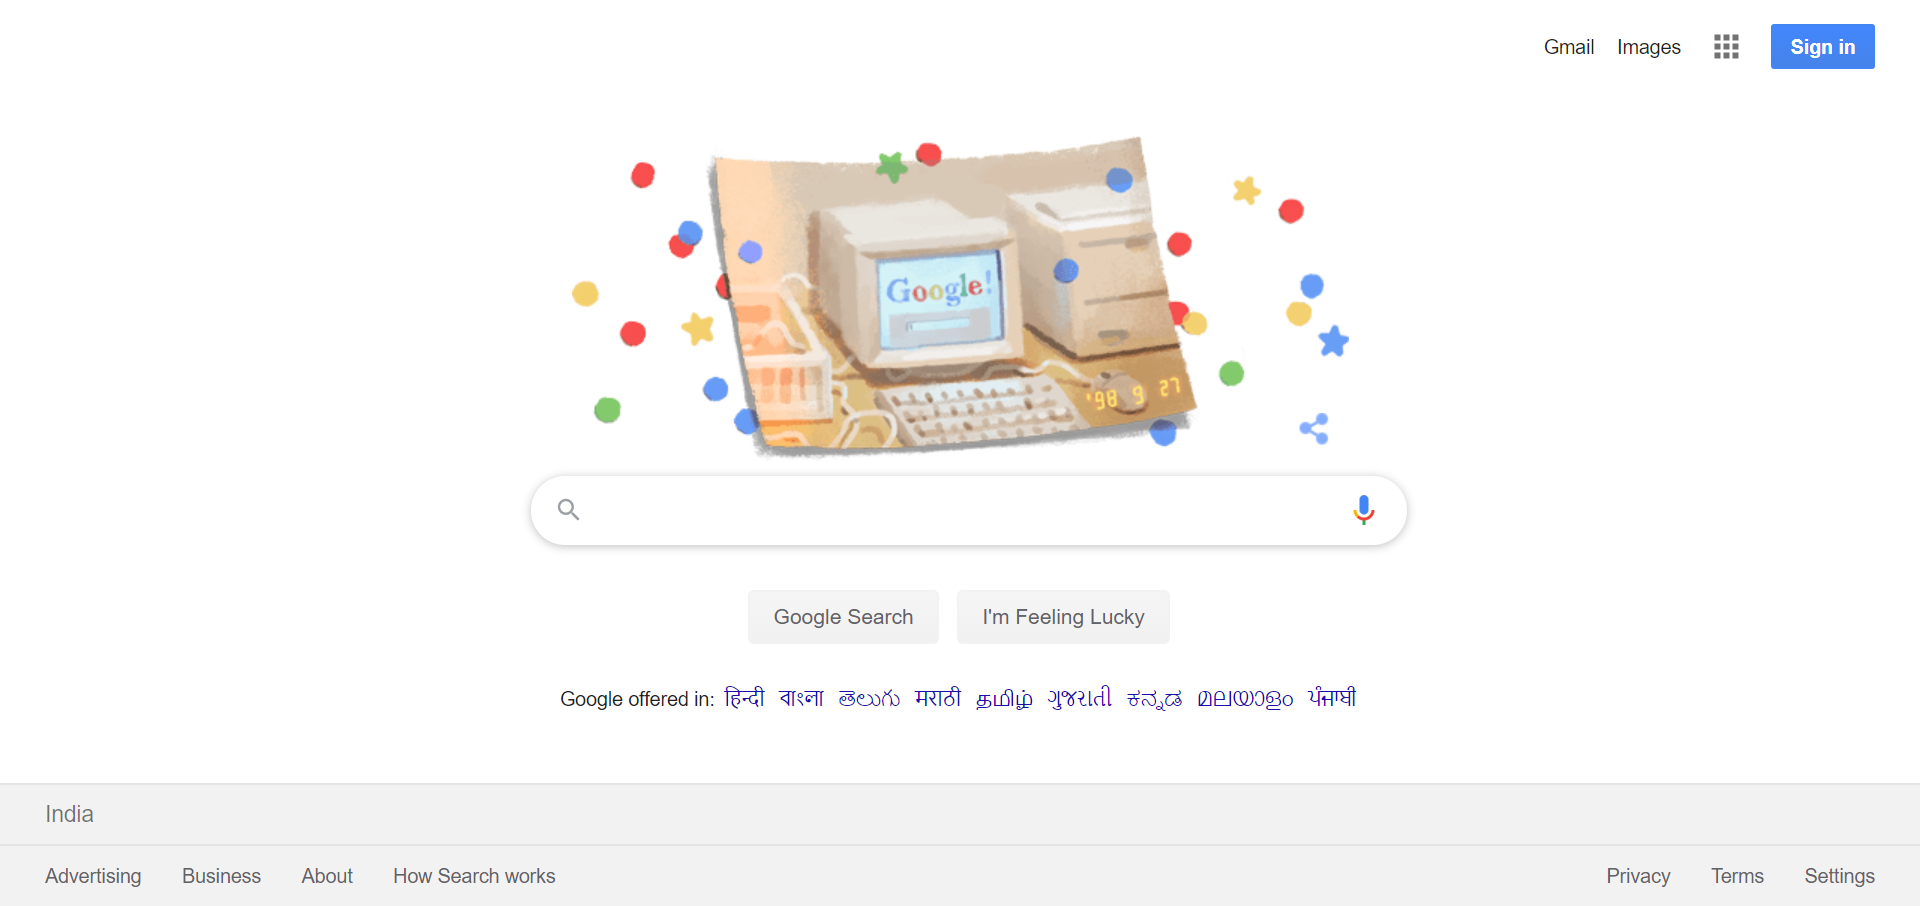 Gmail Images Sign in
Google!
'98 9 27
Google Search I'm Feeling Lucky
Google offered in: हिन्दी বাংলা తెలుగు मराठी தமிழ் ગુજરાતી ಕನ್ನಡ മലയാളം ਪੰਜਾਬੀ
India
Advertising Business About How Search works Privacy Terms Settings